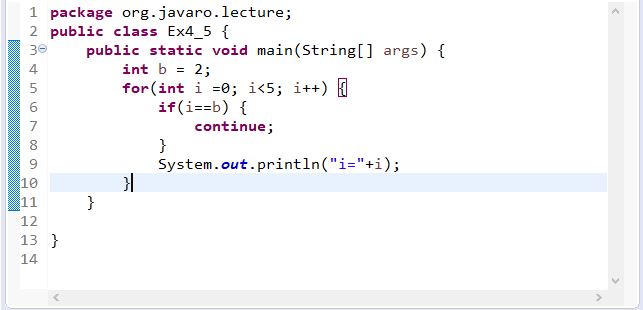 1 package org.javaro.lecture;
2 public class Ex4_5 {
3 public static void main(String[] args) {
4 int b = 2;
5 for(int i =0; i<5; i++) {
6 if(i==b) {
7 continue;
8 }
9 System.out.println("i="+i);
10 }
11 }
12
13 }
14